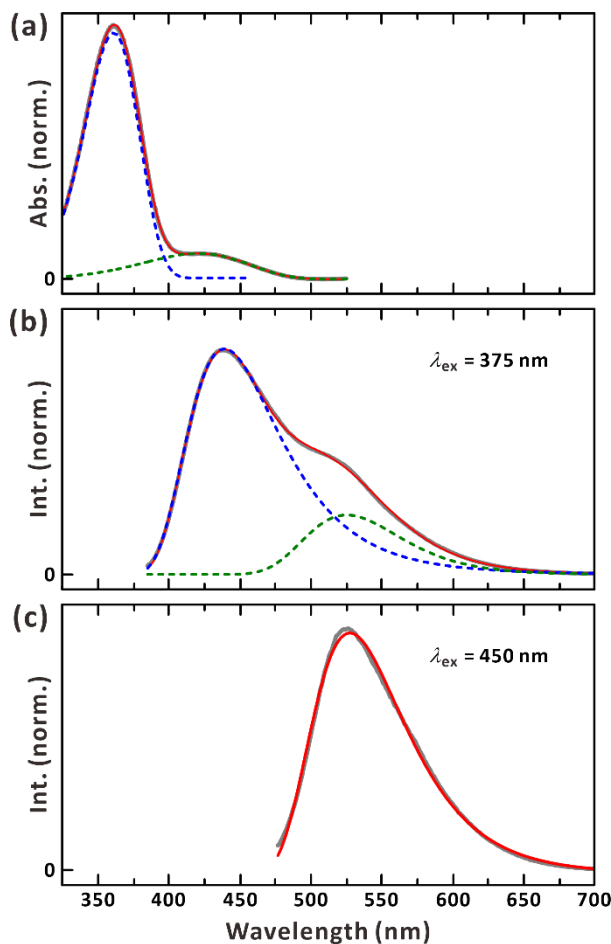 (a)
Abs. (norm.)
0
(b)
λex = 375 nm
Int. (norm.)
0
(c)
λex = 450 nm
Int. (norm.)
0
350 400 450 500 550 600 650 700
Wavelength (nm)